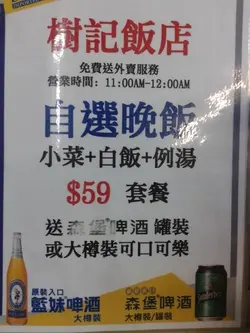 樹記飯店
免費送外賣服務
營業時間: 11:00AM-12:00AM
自選晚飯
小菜+白飯+例湯
$59 套餐
送 森堡啤酒 罐裝
或大樽裝可口可樂
原裝入口
藍妹啤酒
大樽裝
森堡啤酒
大樽裝/罐裝